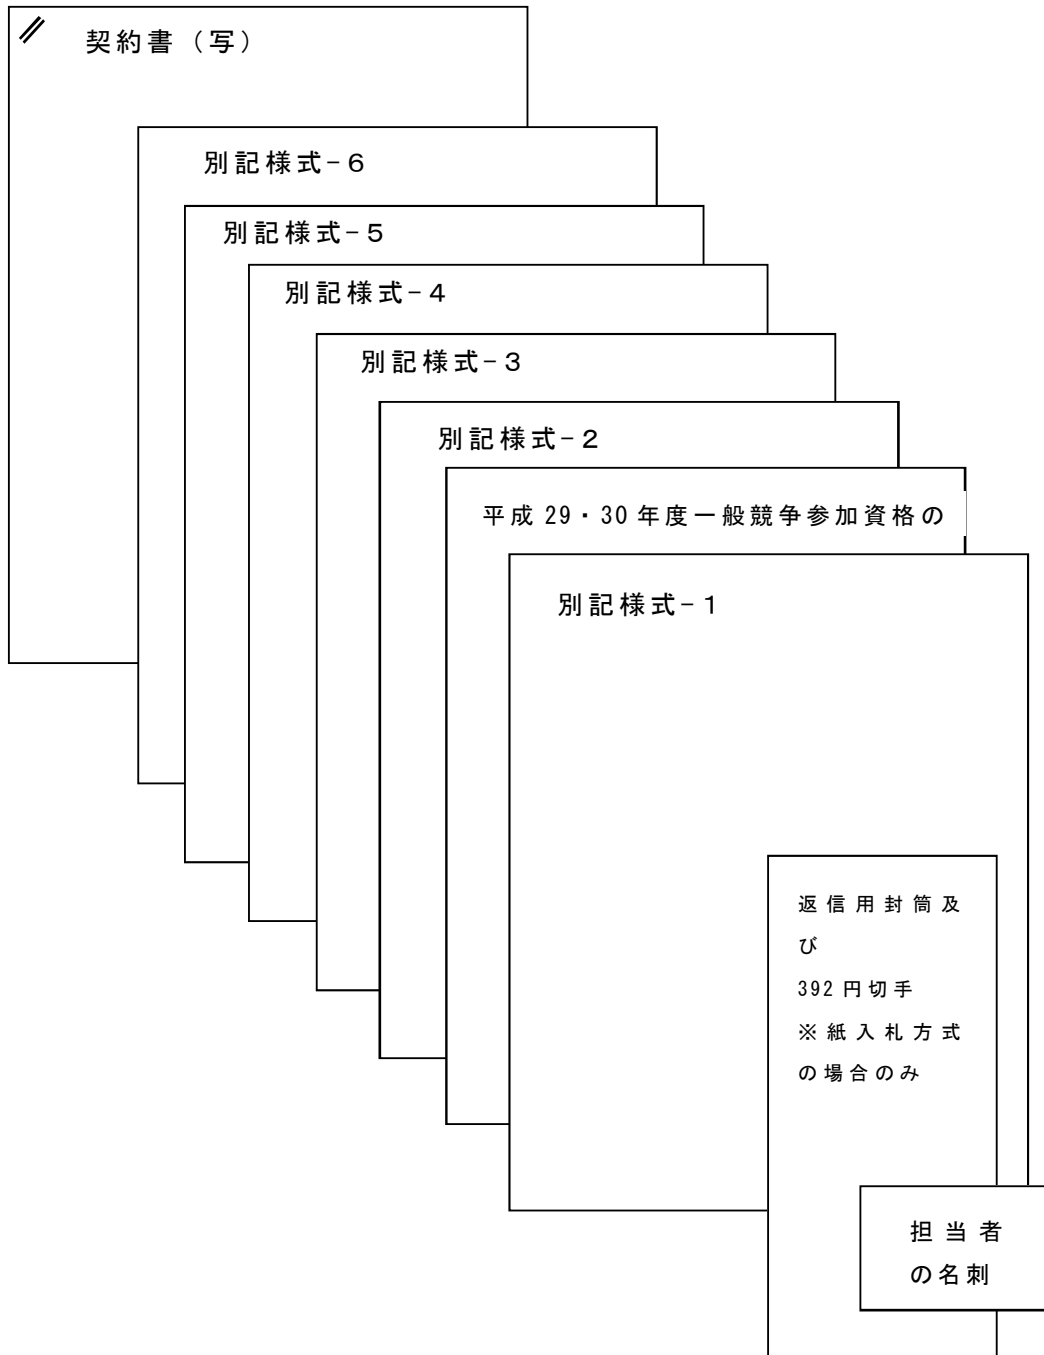 契約書（写）
別記様式−６
別記様式−５
別記様式−４
別記様式−３
別記様式−２
平成 29・30 年度一般競争参加資格の
別記様式−１
返信用封筒及
び
392 円切手
※紙入札方式
の場合のみ
担当者
の名刺